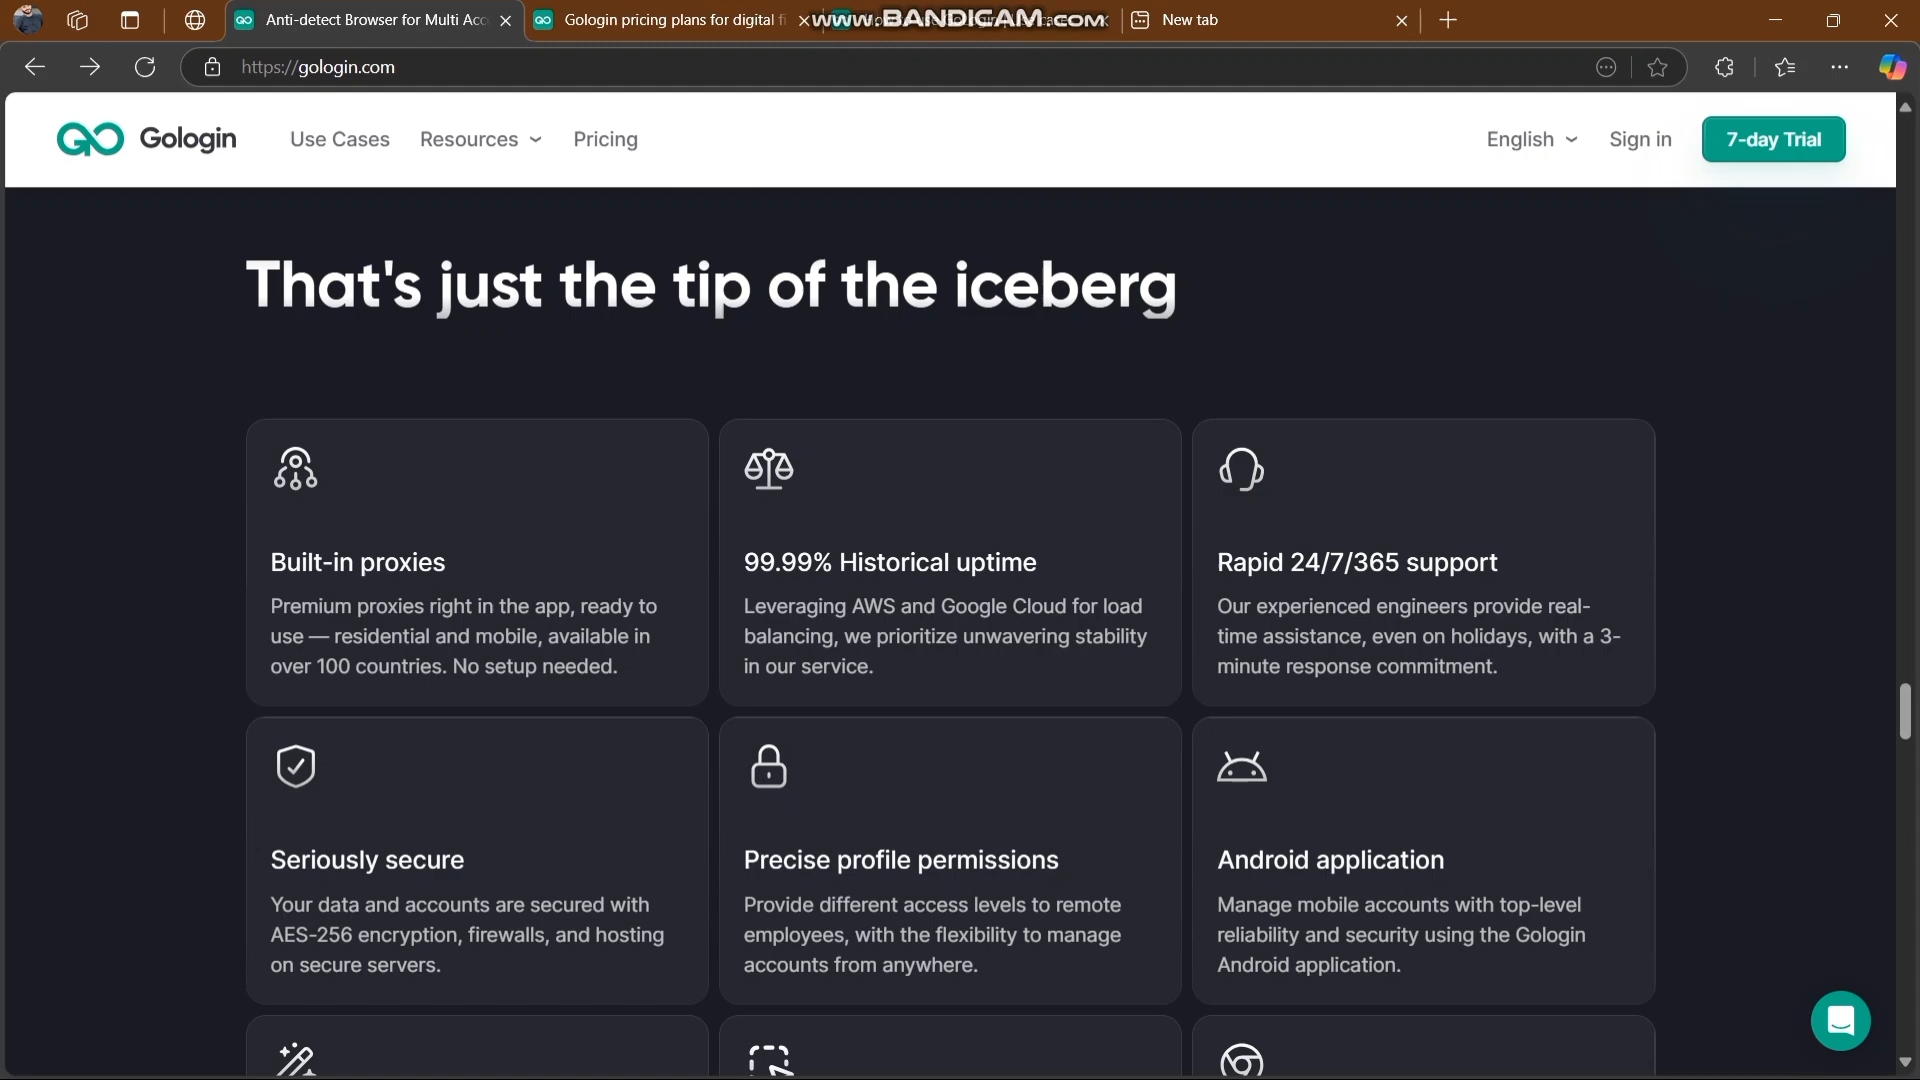 Anti-detect Browser for Multi Acc
Gologin pricing plans for digital fi
www.BANDICAM.com
New tab
https://gologin.com
GO Gologin
Use Cases
Resources
Pricing
English
Sign in
7-day Trial
That's just the tip of the iceberg
Built-in proxies
Premium proxies right in the app, ready to
use — residential and mobile, available in
over 100 countries. No setup needed.
99.99% Historical uptime
Leveraging AWS and Google Cloud for load
balancing, we prioritize unwavering stability
in our service.
Rapid 24/7/365 support
Our experienced engineers provide real-
time assistance, even on holidays, with a 3-
minute response commitment.
Seriously secure
Your data and accounts are secured with
AES-256 encryption, firewalls, and hosting
on secure servers.
Precise profile permissions
Provide different access levels to remote
employees, with the flexibility to manage
accounts from anywhere.
Android application
Manage mobile accounts with top-level
reliability and security using the Gologin
Android application.